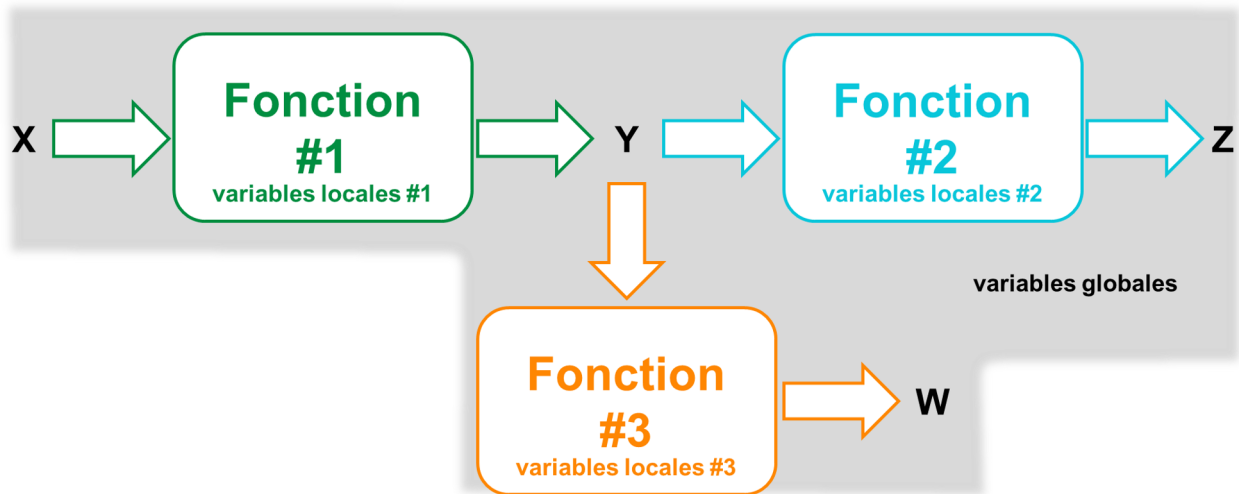 X
Fonction
#1
variables locales #1
Y
Fonction
#2
variables locales #2
Z
variables globales
Fonction
#3
variables locales #3
W